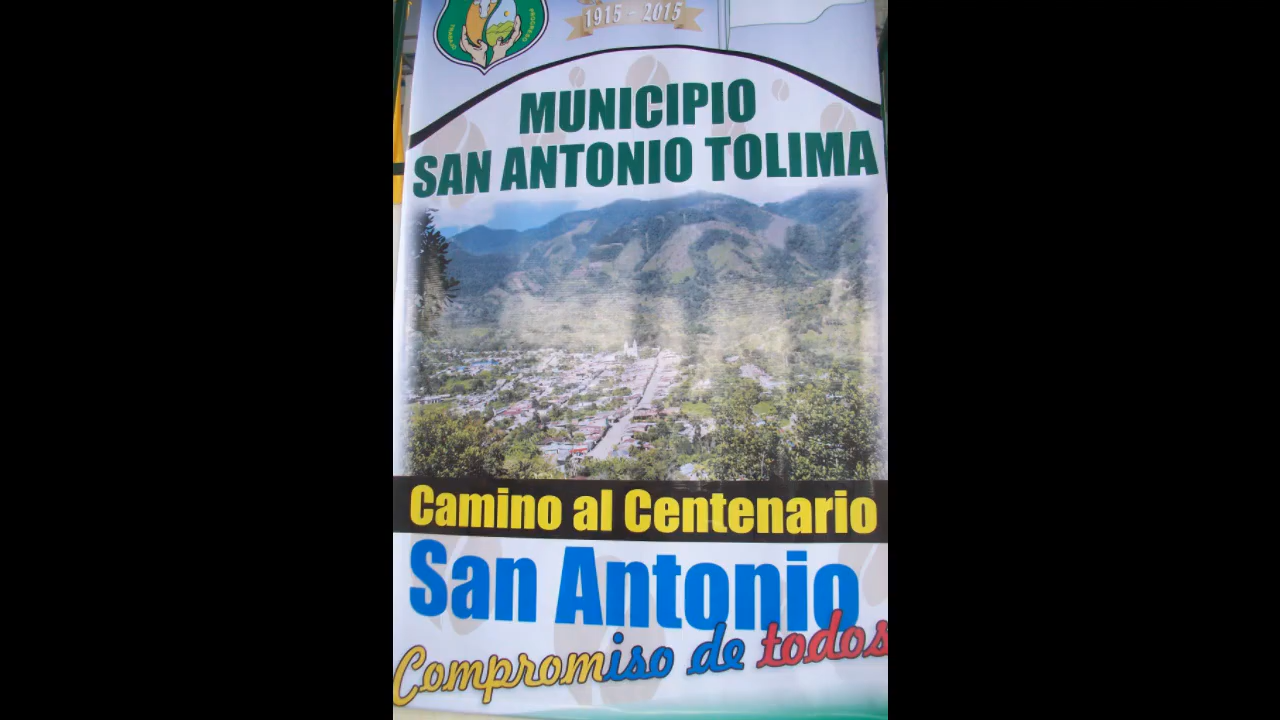 1915 - 2015
MUNICIPIO
SAN ANTONIO TOLIMA
Camino al Centenario
San Antonio
Compromiso de todos